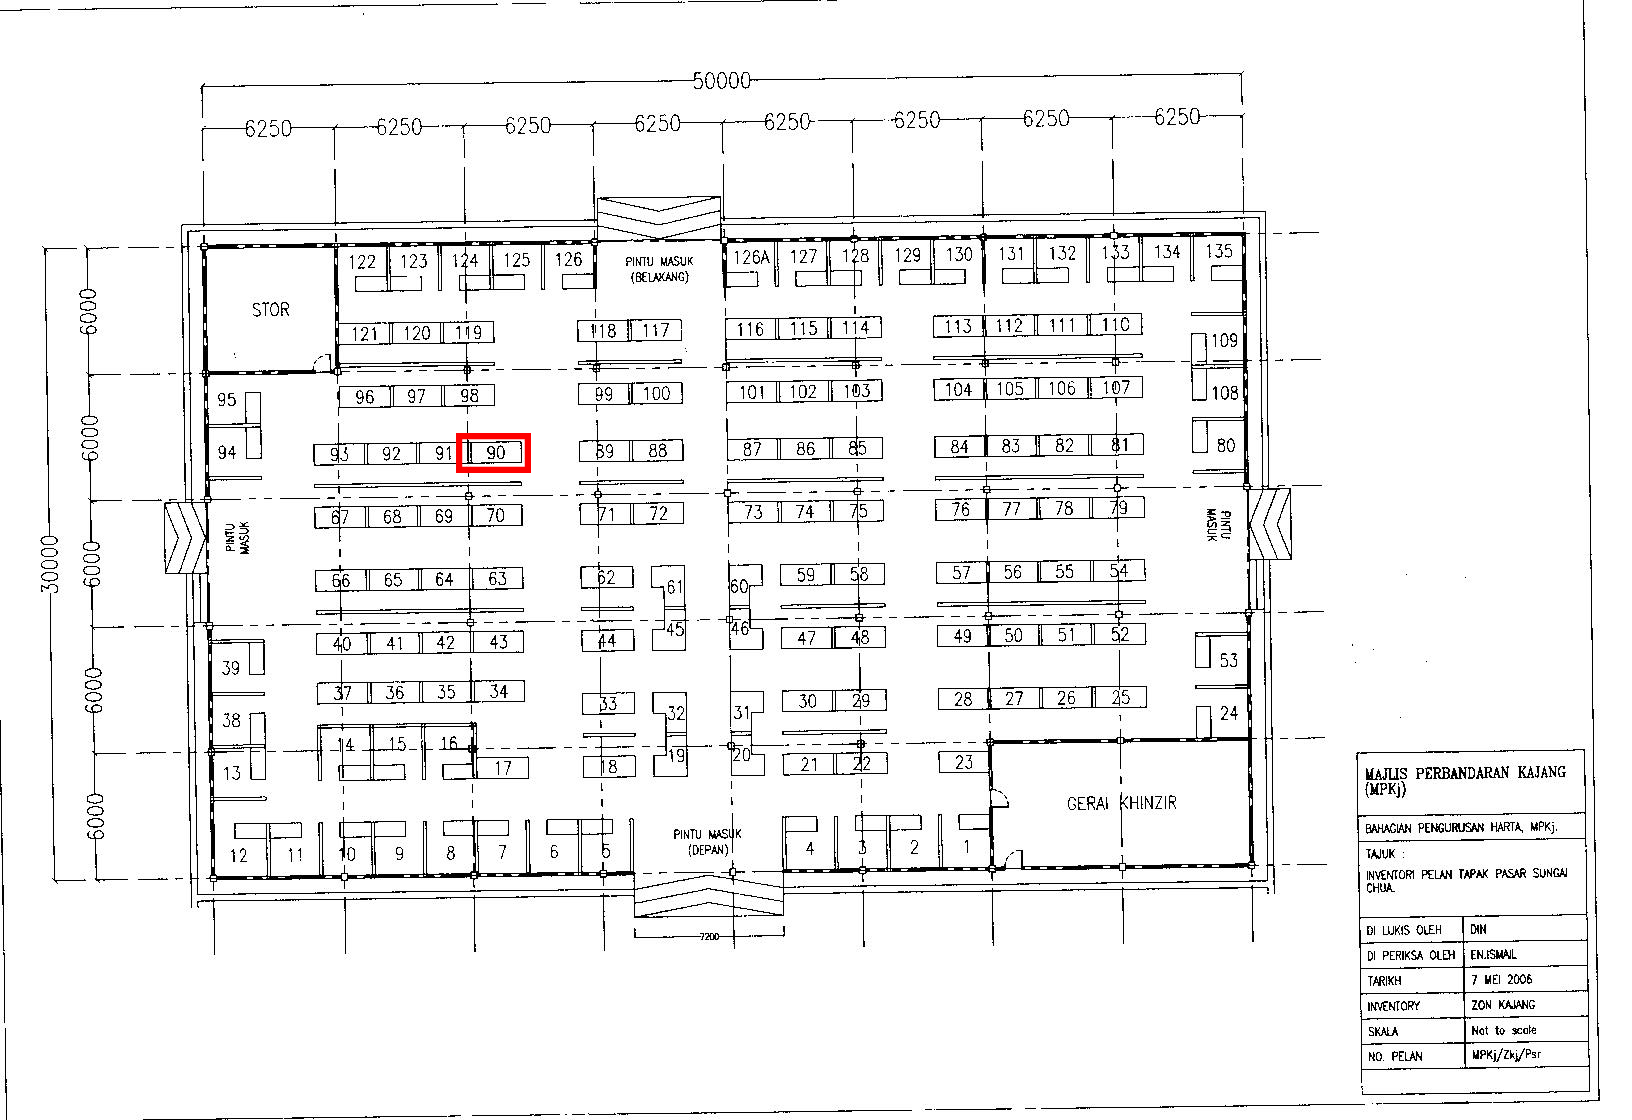 50000
6250 6250 6250 6250 6250 6250 6250 6250
122 123 124 125 126
PINTU MASUK
(BELAKANG)
126A 127 128 129 130 131 132 133 134 135
STOR
6000
121 120 119 118 117 116 115 114 113 112 111 110
109
95
96 97 98 99 100 101 102 103 104 105 106 107
108
6000
94
93 92 91 90 89 88 87 86 85 84 83 82 81
80
67 68 69 70 71 72 73 74 75 76 77 78 79
PINTU
MASUK
PINTU
MASUK
30000
6000
66 65 64 63 62 61 60 59 58 57 56 55 54
40 41 42 43 44 45 46 47 48 49 50 51 52
39
53
6000
37 36 35 34 33 32 31 30 29 28 27 26 25
38
24
14 15 16
13
17 18 19 20 21 22 23
GERAI KHINZIR
6000
PINTU MASUK
(DEPAN)
12 11 10 9 8 7 6 5 4 3 2 1
7200
MAJLIS PERBANDARAN KAJANG
(MPKj)
BAHAGIAN PENGURUSAN HARTA, MPKj.
TAJUK :
INVENTORI PELAN TAPAK PASAR SUNGAI
CHUA.
DI LUKIS OLEH DIN
DI PERIKSA OLEH EN.ISMAIL
TARIKH 7 MEI 2006
INVENTORY ZON KAJANG
SKALA Not to scale
NO. PELAN MPKj/Zkj/Psr